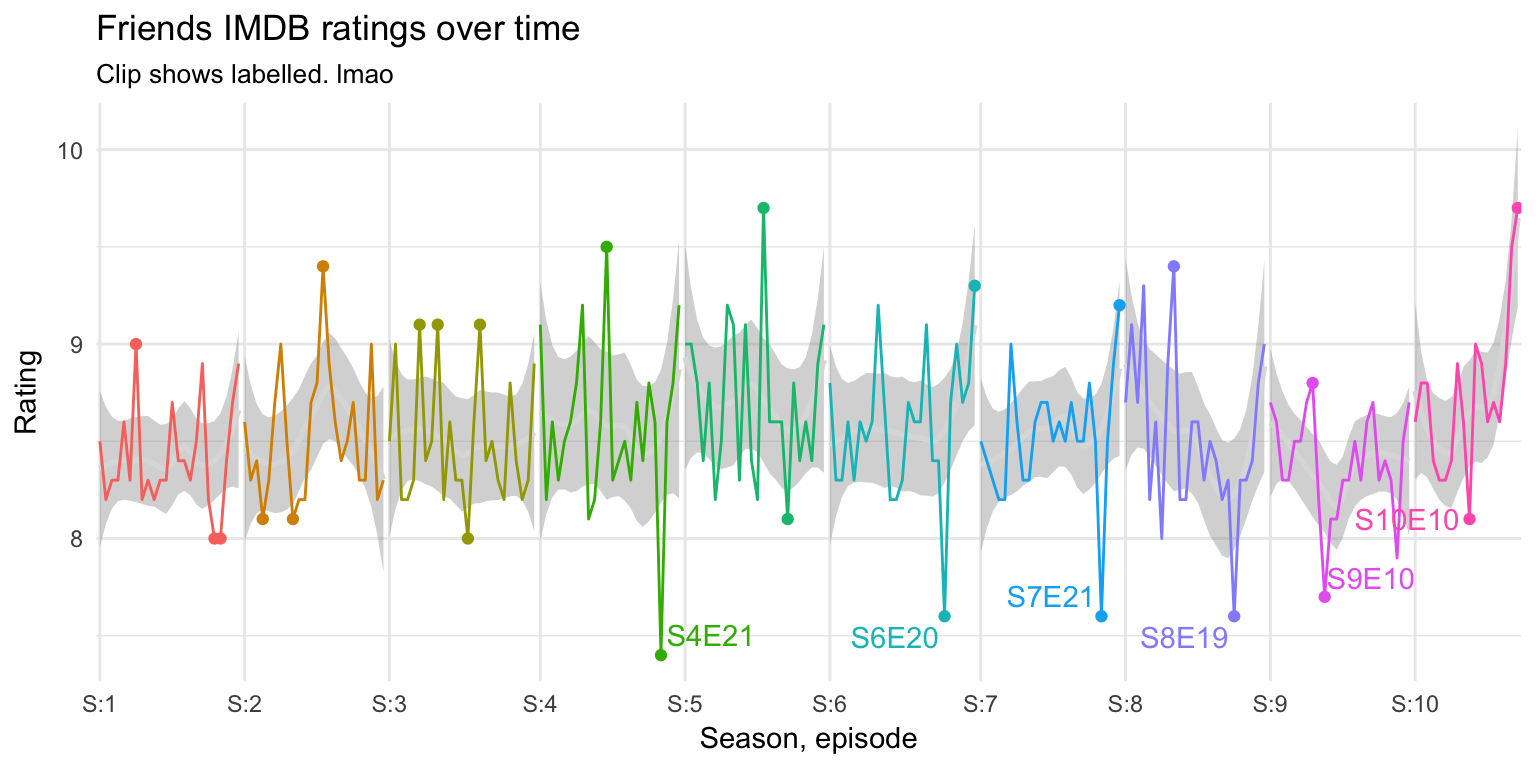 Friends IMDB ratings over time
Clip shows labelled. lmao
10
9
8
Rating
S4E21
S6E20
S7E21
S8E19
S9E10
S10E10
S:1 S:2 S:3 S:4 S:5 S:6 S:7 S:8 S:9 S:10
Season, episode